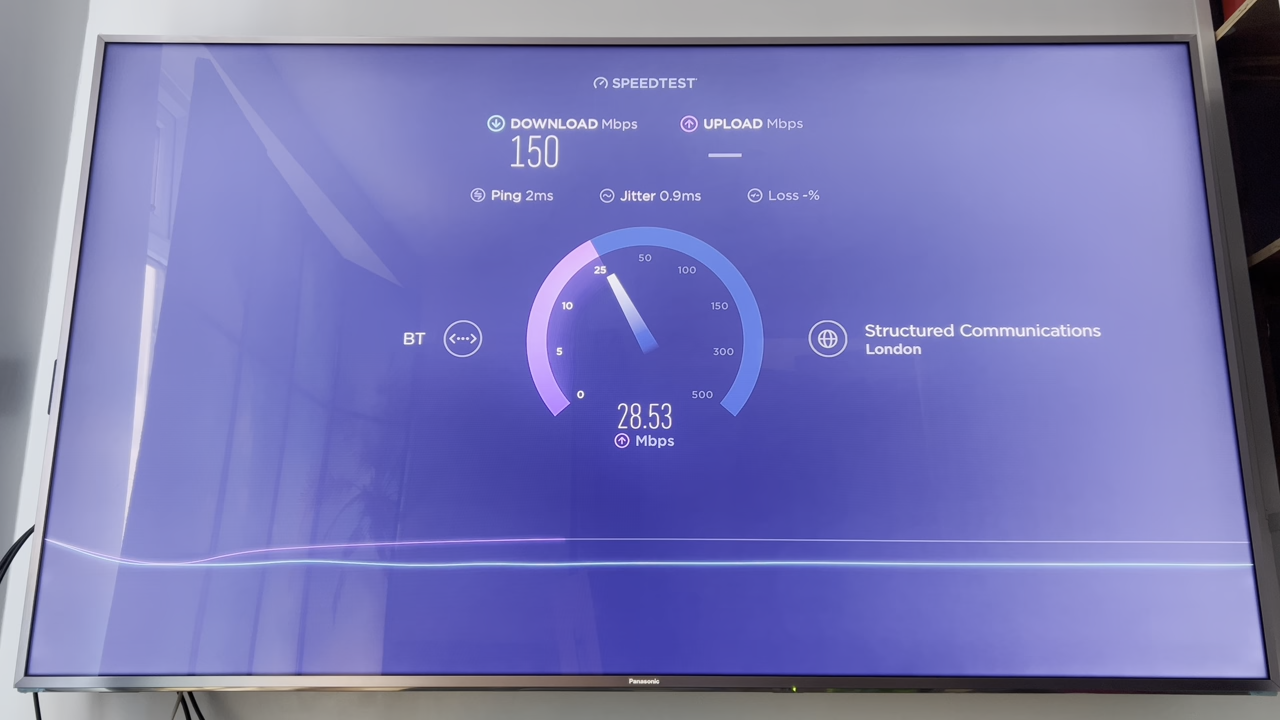 SPEEDTEST
DOWNLOAD Mbps
150
UPLOAD Mbps
—
Ping 2ms
Jitter 0.9ms
Loss -%
0
5
10
25
50
100
150
300
500
28.53
Mbps
BT
Structured Communications
London
Panasonic